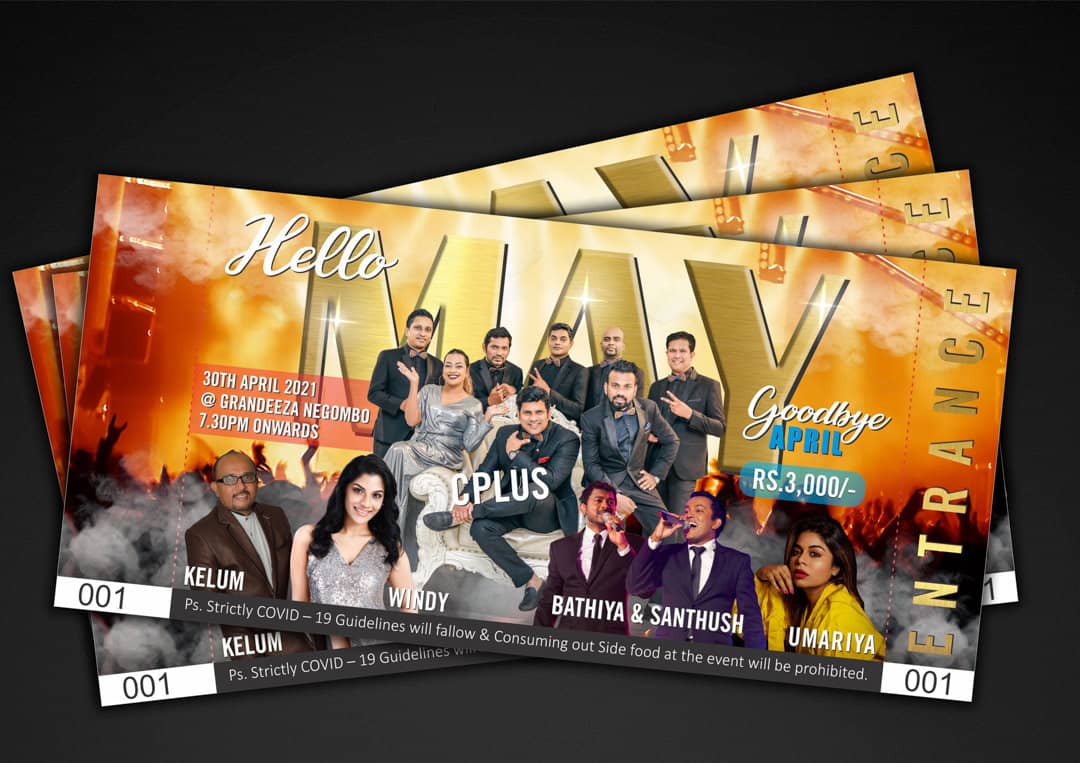 Hello
MAY
30TH APRIL 2021
@ GRANDEEZA NEGOMBO
7.30PM ONWARDS
Goodbye
APRIL
RS.3,000/-
CPLUS
KELUM
WINDY
BATHIYA & SANTHUSH
UMARIYA
ENTRANCE
001
Ps. Strictly COVID – 19 Guidelines will fallow & Consuming out Side food at the event will be prohibited.
001
KELUM
001
Ps. Strictly COVID – 19 Guidelines